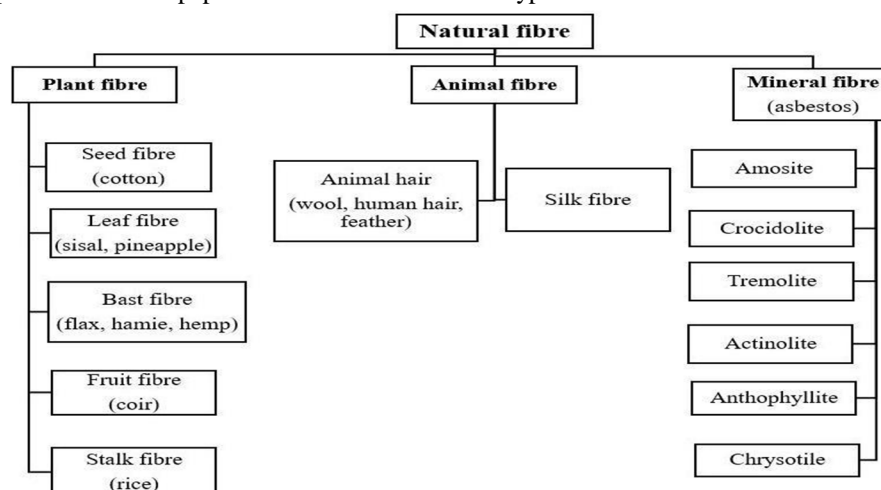 Natural fibre
Plant fibre
Animal fibre
Mineral fibre
(asbestos)
Seed fibre
(cotton)
Leaf fibre
(sisal, pineapple)
Bast fibre
(flax, hamie, hemp)
Fruit fibre
(coir)
Stalk fibre
(rice)
Animal hair
(wool, human hair,
feather)
Silk fibre
Amosite
Crocidolite
Tremolite
Actinolite
Anthophyllite
Chrysotile